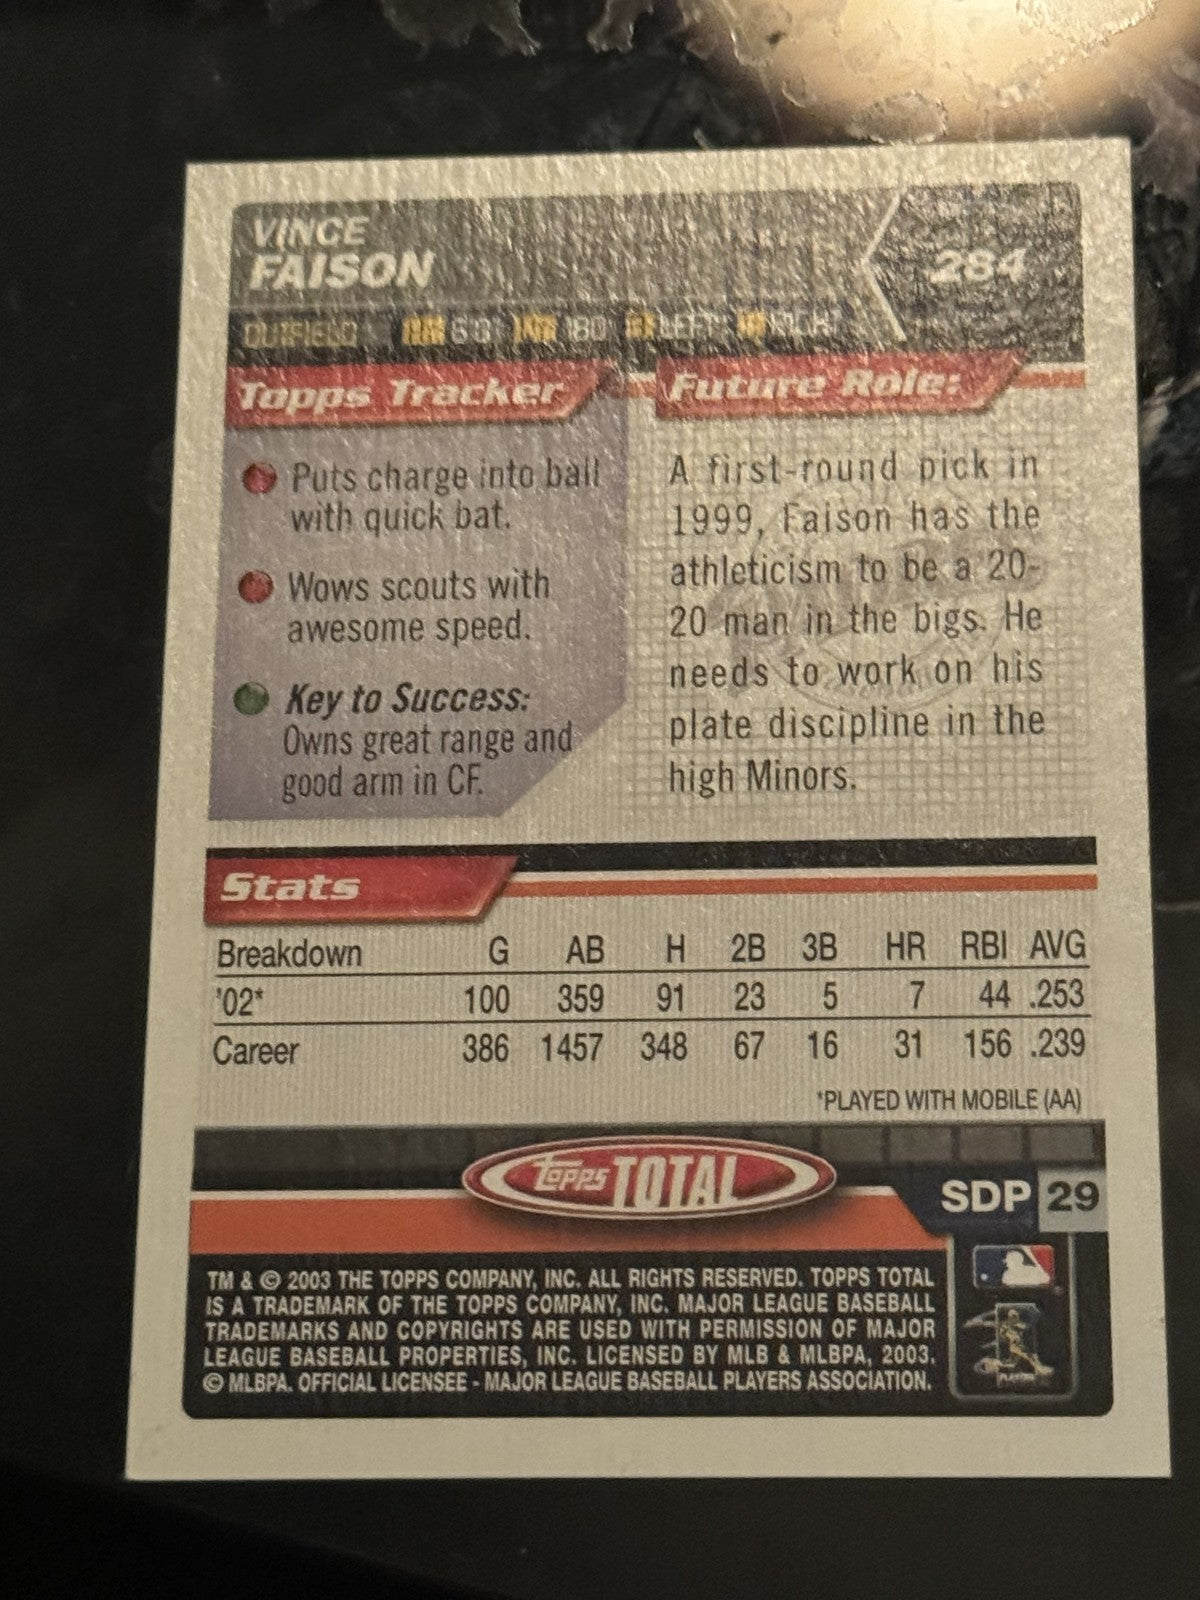 VINCE
FAISON
284
OUTFIELD 6'0" 180 LEFT
Topps Tracker
Puts charge into ball
with quick bat.
Wows scouts with
awesome speed.
Key to Success:
Owns great range and
good arm in CF.
Future Role:
A first-round pick in
1999, Faison has the
athleticism to be a 20-
20 man in the bigs. He
needs to work on his
plate discipline in the
high Minors.
Stats
Breakdown G AB H 2B 3B HR RBI AVG
'02* 100 359 91 23 5 7 44 .253
Career 386 1457 348 67 16 31 156 .239
*PLAYED WITH MOBILE (AA)
Topps TOTAL
SDP 29
TM & © 2003 THE TOPPS COMPANY, INC. ALL RIGHTS RESERVED. TOPPS TOTAL
IS A TRADEMARK OF THE TOPPS COMPANY, INC. MAJOR LEAGUE BASEBALL
TRADEMARKS AND COPYRIGHTS ARE USED WITH PERMISSION OF MAJOR
LEAGUE BASEBALL PROPERTIES, INC. LICENSED BY MLB & MLBPA, 2003.
© MLBPA. OFFICIAL LICENSEE - MAJOR LEAGUE BASEBALL PLAYERS ASSOCIATION.